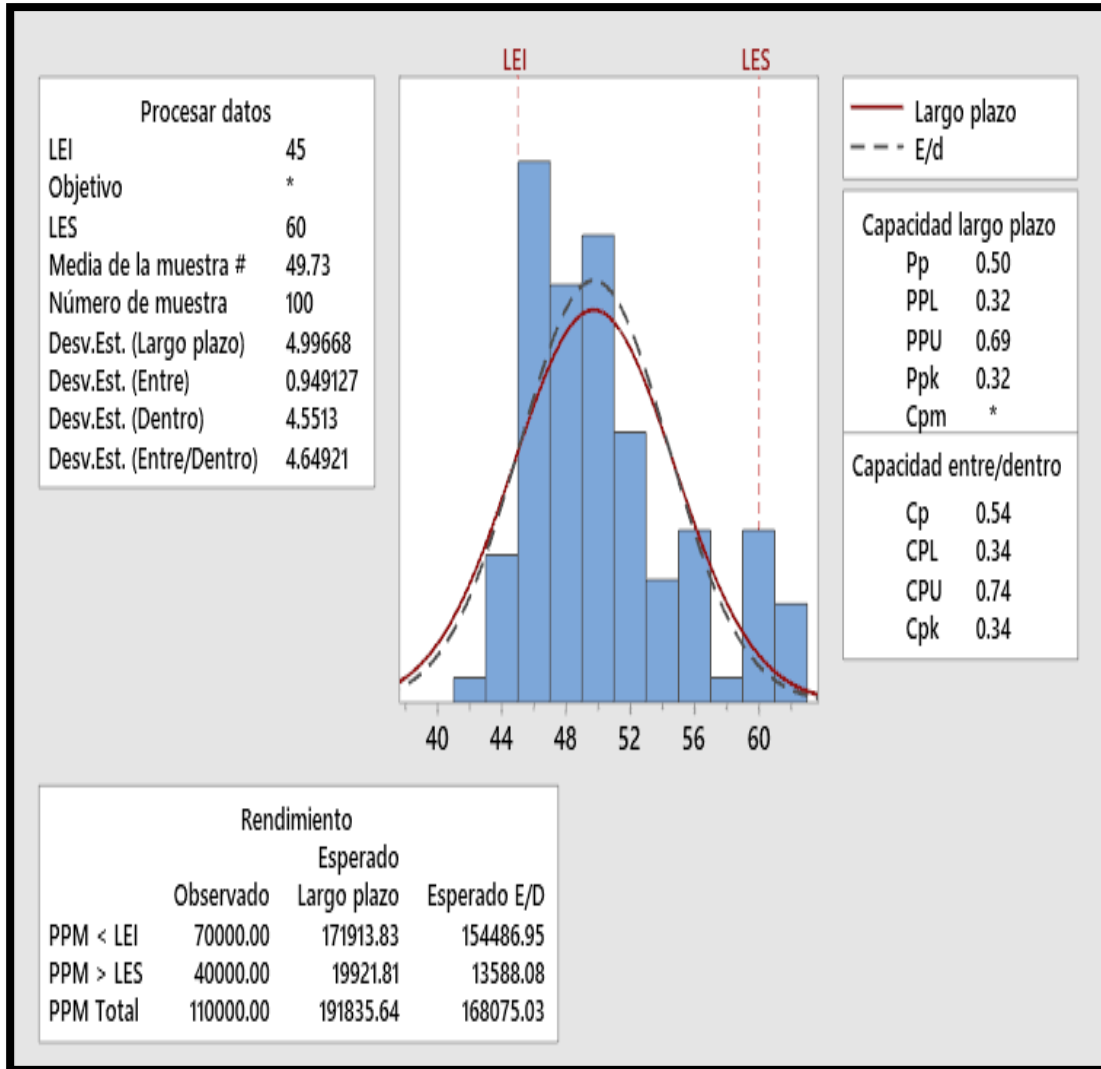 LEI LES
Procesar datos
LEI 45
Objetivo *
LES 60
Media de la muestra # 49.73
Número de muestra 100
Desv.Est. (Largo plazo) 4.99668
Desv.Est. (Entre) 0.949127
Desv.Est. (Dentro) 4.5513
Desv.Est. (Entre/Dentro) 4.64921
40 44 48 52 56 60
Largo plazo
E/d
Capacidad largo plazo
Pp 0.50
PPL 0.32
PPU 0.69
Ppk 0.32
Cpm *
Capacidad entre/dentro
Cp 0.54
CPL 0.34
CPU 0.74
Cpk 0.34
Rendimiento
Esperado
Observado Largo plazo Esperado E/D
PPM < LEI 70000.00 171913.83 154486.95
PPM > LES 40000.00 19921.81 13588.08
PPM Total 110000.00 191835.64 168075.03